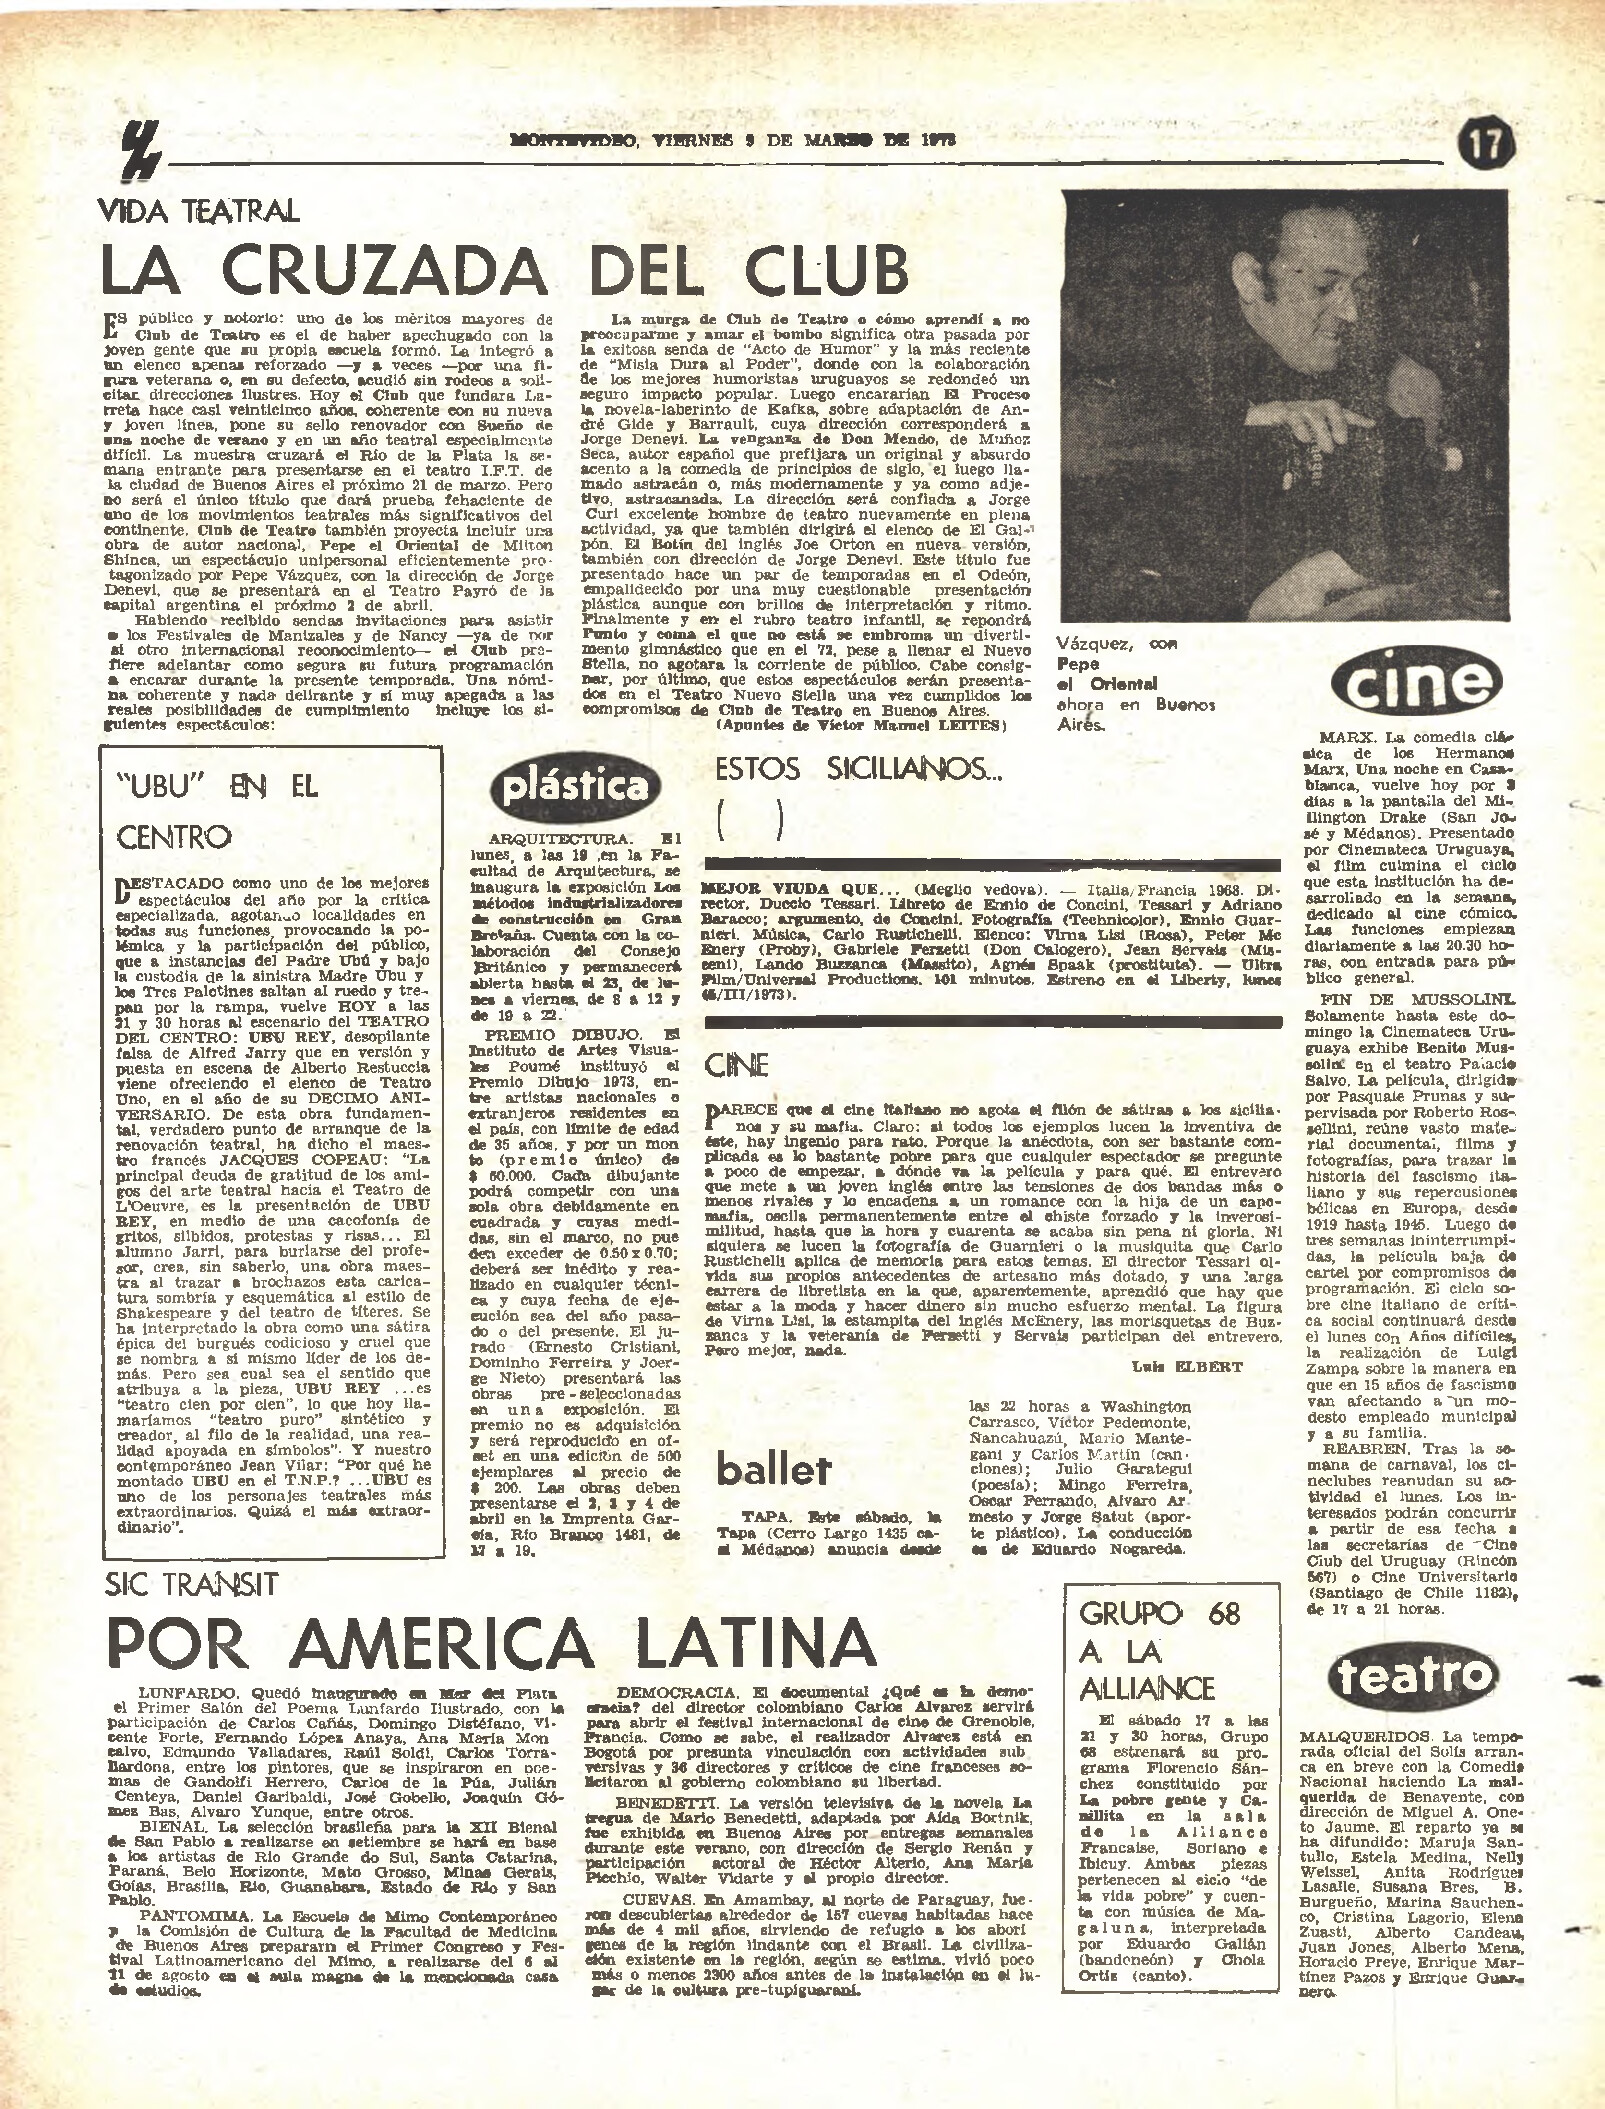 MONTEVIDEO, VIERNES 9 DE MARZO DE 1973
17
VIDA TEATRAL
LA CRUZADA DEL CLUB
ES público y notorio: uno de los méritos mayores de
Club de Teatro es el de haber apechugado con la
joven gente que su propia escuela formó. La integró a
un elenco apenas reforzado —y a veces —por una fi-
gura veterana o, en su defecto, acudió sin rodeos a soli-
citar direcciones ilustres. Hoy el Club que fundara La-
rreta hace casi veinticinco años, coherente con su nueva
y joven línea, pone su sello renovador con Sueño de
una noche de verano y en un año teatral especialmente
difícil. La muestra cruzará el Río de la Plata la se-
mana entrante para presentarse en el teatro I.F.T. de
la ciudad de Buenos Aires el próximo 21 de marzo. Pero
no será el único título que dará prueba fehaciente de
uno de los movimientos teatrales más significativos del
continente. Club de Teatro también proyecta incluir una
obra de autor nacional, Pepe el Oriental de Milton
Shinca, un espectáculo unipersonal eficientemente pro-
tagonizado por Pepe Vázquez, con la dirección de Jorge
Denevi, que se presentará en el Teatro Payró de la
capital argentina el próximo 2 de abril.
Habiendo recibido sendas invitaciones para asistir
a los Festivales de Manizales y de Nancy —ya de por
sí otro internacional reconocimiento— el Club pre-
fiere adelantar como segura su futura programación
a encarar durante la presente temporada. Una nómi-
na coherente y nada delirante y sí muy apegada a las
reales posibilidades de cumplimiento incluye los si-
guientes espectáculos:
La murga de Club de Teatro o cómo aprendí a no
preocuparme y amar el bombo significa otra pasada por
la exitosa senda de "Acto de Humor" y la más reciente
de "Misia Dura al Poder", donde con la colaboración
de los mejores humoristas uruguayos se redondeó un
seguro impacto popular. Luego encararían El Proceso
la novela-laberinto de Kafka, sobre adaptación de An-
dré Gide y Barrault, cuya dirección corresponderá a
Jorge Denevi. La venganza de Don Mendo, de Muñoz
Seca, autor español que prefijara un original y absurdo
acento a la comedia de principios de siglo, el luego lla-
mado astracán o, más modernamente y ya como adje-
tivo, astracanada. La dirección será confiada a Jorge
Curi excelente hombre de teatro nuevamente en plena
actividad, ya que también dirigirá el elenco de El Gal-
pón. El Botín del inglés Joe Orton en nueva versión,
también con dirección de Jorge Denevi. Este título fue
presentado hace un par de temporadas en el Odeón,
empalidecido por una muy cuestionable presentación
plástica aunque con brillos de interpretación y ritmo.
Finalmente y en el rubro teatro infantil, se repondrá
Punto y coma el que no está se embroma un diverti-
mento gimnástico que en el 72, pese a llenar el Nuevo
Stella, no agotara la corriente de público. Cabe consig-
nar, por último, que estos espectáculos serán presenta-
dos en el Teatro Nuevo Stella una vez cumplidos los
compromisos de Club de Teatro en Buenos Aires.
(Apuntes de Víctor Manuel LEITES)
Vázquez, con
Pepe
el Oriental
ahora en Buenos
Aires.
"UBU" EN EL
CENTRO
DESTACADO como uno de los mejores
espectáculos del año por la crítica
especializada, agotando localidades en
todas sus funciones, provocando la po-
lémica y la participación del público,
que a instancias del Padre Ubú y bajo
la custodia de la sinistra Madre Ubu y
los Tres Palotines saltan al ruedo y tre-
pan por la rampa, vuelve HOY a las
21 y 30 horas al escenario del TEATRO
DEL CENTRO: UBU REY, desopilante
falsa de Alfred Jarry que en versión y
puesta en escena de Alberto Restuccia
viene ofreciendo el elenco de Teatro
Uno, en el año de su DECIMO ANI-
VERSARIO. De esta obra fundamen-
tal, verdadero punto de arranque de la
renovación teatral, ha dicho el maes-
tro francés JACQUES COPEAU: "La
principal deuda de gratitud de los ami-
gos del arte teatral hacia el Teatro de
L'Oeuvre, es la presentación de UBU
REY, en medio de una cacofonía de
gritos, silbidos, protestas y risas... El
alumno Jarri, para burlarse del profe-
sor, crea, sin saberlo, una obra maes-
tra al trazar a brochazos esta carica-
tura sombría y esquemática al estilo de
Shakespeare y del teatro de títeres. Se
ha interpretado la obra como una sátira
épica del burgués codicioso y cruel que
se nombra a sí mismo líder de los de-
más. Pero sea cual sea el sentido que
atribuya a la pieza, UBU REY ...es
"teatro cien por cien", lo que hoy lla-
maríamos "teatro puro" sintético y
creador, al filo de la realidad, una rea-
lidad apoyada en símbolos". Y nuestro
contemporáneo Jean Vilar: "Por qué he
montado UBU en el T.N.P.? ...UBU es
uno de los personajes teatrales más
extraordinarios. Quizá el más extraor-
dinario".
plástica
ARQUITECTURA. El
lunes, a las 19 en la Fa-
cultad de Arquitectura, se
inaugura la exposición Los
métodos industrializadores
de construcción en Gran
Bretaña. Cuenta con la co-
laboración del Consejo
Británico y permanecerá
abierta hasta el 23, de lu-
nes a viernes, de 8 a 12 y
de 19 a 22.
PREMIO DIBUJO. El
Instituto de Artes Visua-
les Poumé instituyó el
Premio Dibujo 1973, en-
tre artistas nacionales o
extranjeros residentes en
el país, con límite de edad
de 35 años, y por un mon
to (premio único) de
$ 50.000. Cada dibujante
podrá competir con una
sola obra debidamente en
cuadrada y cuyas medi-
das, sin el marco, no pue
den exceder de 0.50 x 0.70;
deberá ser inédito y rea-
lizado en cualquier técni-
ca y cuya fecha de eje-
cución sea del año pasa-
do o del presente. El ju-
rado (Ernesto Cristiani,
Dominho Ferreira y Joer-
ge Nieto) presentará las
obras pre-seleccionadas
en una exposición. El
premio no es adquisición
y será reproducido en of-
set en una edición de 500
ejemplares al precio de
$ 200. Las obras deben
presentarse el 2, 3 y 4 de
abril en la Imprenta Gar-
cía, Río Branco 1481, de
17 a 19.
ESTOS SICILIANOS...
( )
MEJOR VIUDA QUE... (Meglio vedova). — Italia/Francia 1968. Di-
rector, Duccio Tessari. Libreto de Ennio de Concini, Tessari y Adriano
Baracco; argumento, de Concini. Fotografía (Technicolor), Ennio Guar-
nieri. Música, Carlo Rustichelli. Elenco: Virna Lisi (Rosa), Peter Mc
Enery (Proby), Gabriele Ferzetti (Don Calogero), Jean Servais (Mis-
ceni), Lando Buzzanca (Massito), Agnés Spaak (prostituta). — Ultra
Film/Universal Productions. 101 minutos. Estreno en el Liberty, lunes
(5/III/1973).
CINE
PARECE que el cine italiano no agota el filón de sátiras a los sicilia-
nos y su mafia. Claro: si todos los ejemplos lucen la inventiva de
éste, hay ingenio para rato. Porque la anécdota, con ser bastante com-
plicada es lo bastante pobre para que cualquier espectador se pregunte
a poco de empezar, a dónde va la película y para qué. El entrevero
que mete a un joven inglés entre las tensiones de dos bandas más o
menos rivales y lo encadena a un romance con la hija de un capo-
mafia, oscila permanentemente entre el chiste forzado y la inverosi-
militud, hasta que la hora y cuarenta se acaba sin pena ni gloria. Ni
siquiera se lucen la fotografía de Guarnieri o la musiquita que Carlo
Rustichelli aplica de memoria para estos temas. El director Tessari ol-
vida sus propios antecedentes de artesano más dotado, y una larga
carrera de libretista en la que, aparentemente, aprendió que hay que
estar a la moda y hacer dinero sin mucho esfuerzo mental. La figura
de Virna Lisi, la estampita del inglés McEnery, las morisquetas de Buz-
zanca y la veteranía de Ferzetti y Servais participan del entrevero.
Pero mejor, nada.
Luis ELBERT
ballet
TAPA. Este sábado, la
Tapa (Cerro Largo 1435 ca-
si Médanos) anuncia desde
las 22 horas a Washington
Carrasco, Víctor Pedemonte,
Ñancahuazú, Mario Mante-
gani y Carlos Martín (can-
ciones); Julio Garategui
(poesía); Mingo Ferreira,
Oscar Ferrando, Alvaro Ar
mesto y Jorge Satut (apor-
te plástico). La conducción
es de Eduardo Nogareda.
cine
MARX. La comedia clá-
sica de los Hermanos
Marx, Una noche en Casa-
blanca, vuelve hoy por 3
días a la pantalla del Mi-
llington Drake (San Jo-
sé y Médanos). Presentado
por Cinemateca Uruguaya,
el film culmina el ciclo
que esta institución ha de-
sarrollado en la semana,
dedicado al cine cómico.
Las funciones empiezan
diariamente a las 20.30 ho-
ras, con entrada para pú-
blico general.
FIN DE MUSSOLINI.
Solamente hasta este do-
mingo la Cinemateca Uru-
guaya exhibe Benito Mus-
solini en el teatro Palacio
Salvo. La película, dirigida
por Pasquale Prunas y su-
pervisada por Roberto Ros-
sellini, reúne vasto mate-
rial documental, films y
fotografías, para trazar la
historia del fascismo ita-
liano y sus repercusiones
bélicas en Europa, desde
1919 hasta 1945. Luego de
tres semanas ininterrumpi-
das, la película baja de
cartel por compromisos de
programación. El ciclo so-
bre cine italiano de críti-
ca social continuará desde
el lunes con Años difíciles,
la realización de Luigi
Zampa sobre la manera en
que en 15 años de fascismo
van afectando a un mo-
desto empleado municipal
y a su familia.
REABREN. Tras la se-
mana de carnaval, los ci-
neclubes reanudan su ac-
tividad el lunes. Los in-
teresados podrán concurrir
a partir de esa fecha a
las secretarías de Cine
Club del Uruguay (Rincón
567) o Cine Universitario
(Santiago de Chile 1182),
de 17 a 21 horas.
SIC TRANSIT
POR AMERICA LATINA
LUNFARDO. Quedó inaugurado en Mar del Plata
el Primer Salón del Poema Lunfardo Ilustrado, con la
participación de Carlos Cañás, Domingo Distéfano, Vi-
cente Forte, Fernando López Anaya, Ana María Mon
calvo, Edmundo Valladares, Raúl Soldi, Carlos Torra-
llardona, entre los pintores, que se inspiraron en poe-
mas de Gandolfi Herrero, Carlos de la Púa, Julián
Centeya, Daniel Garibaldi, José Gobello, Joaquín Gó-
mez Bas, Alvaro Yunque, entre otros.
BIENAL. La selección brasileña para la XII Bienal
de San Pablo a realizarse en setiembre se hará en base
a los artistas de Río Grande do Sul, Santa Catarina,
Paraná, Belo Horizonte, Mato Grosso, Minas Gerais,
Goias, Brasilia, Río, Guanabara, Estado de Río y San
Pablo.
PANTOMIMA. La Escuela de Mimo Contemporáneo
y la Comisión de Cultura de la Facultad de Medicina
de Buenos Aires prepararn el Primer Congreso y Fes-
tival Latinoamericano del Mimo, a realizarse del 6 al
11 de agosto en el aula magna de la mencionada casa
de estudios.
DEMOCRACIA. El documental ¿Qué es la demo-
cracia? del director colombiano Carlos Alvarez servirá
para abrir el festival internacional de cine de Grenoble,
Francia. Como se sabe, el realizador Alvarez está en
Bogotá por presunta vinculación con actividades sub
versivas y 36 directores y críticos de cine franceses so-
licitaron al gobierno colombiano su libertad.
BENEDETTI. La versión televisiva de la novela La
tregua de Mario Benedetti, adaptada por Aída Bortnik,
fue exhibida en Buenos Aires por entregas semanales
durante este verano, con dirección de Sergio Renán y
participación actoral de Héctor Alterio, Ana María
Picchio, Walter Vidarte y el propio director.
CUEVAS. En Amambay, al norte de Paraguay, fue-
ron descubiertas alrededor de 157 cuevas habitadas hace
más de 4 mil años, sirviendo de refugio a los aborí
genes de la región lindante con el Brasil. La civiliza-
ción existente en la región, según se estima, vivió poco
más o menos 2300 años antes de la instalación en el lu-
gar de la cultura pre-tupiguaraní.
GRUPO 68
A LA
ALLIANCE
El sábado 17 a las
21 y 30 horas, Grupo
68 estrenará su pro-
grama Florencio Sán-
chez constituido por
La pobre gente y Ca-
nillita en la sala
de la Alliance
Francaise, Soriano e
Ibicuy. Ambas piezas
pertenecen al ciclo "de
la vida pobre" y cuen-
ta con música de Ma-
galuna, interpretada
por Eduardo Galián
(bandoneón) y Chola
Ortis (canto).
teatro
MALQUERIDOS. La tempo-
rada oficial del Solís arran-
ca en breve con la Comedia
Nacional haciendo La mal-
querida de Benavente, con
dirección de Miguel A. One-
to Jaume. El reparto ya se
ha difundido: Maruja San-
tullo, Estela Medina, Nelly
Weissel, Anita Rodríguez
Lasalle, Susana Bres, B.
Burgueño, Marina Sauchen-
co, Cristina Lagorio, Elena
Zuasti, Alberto Candeau,
Juan Jones, Alberto Mena,
Horacio Preve, Enrique Mar-
tínez Pazos y Enrique Guar-
nero.